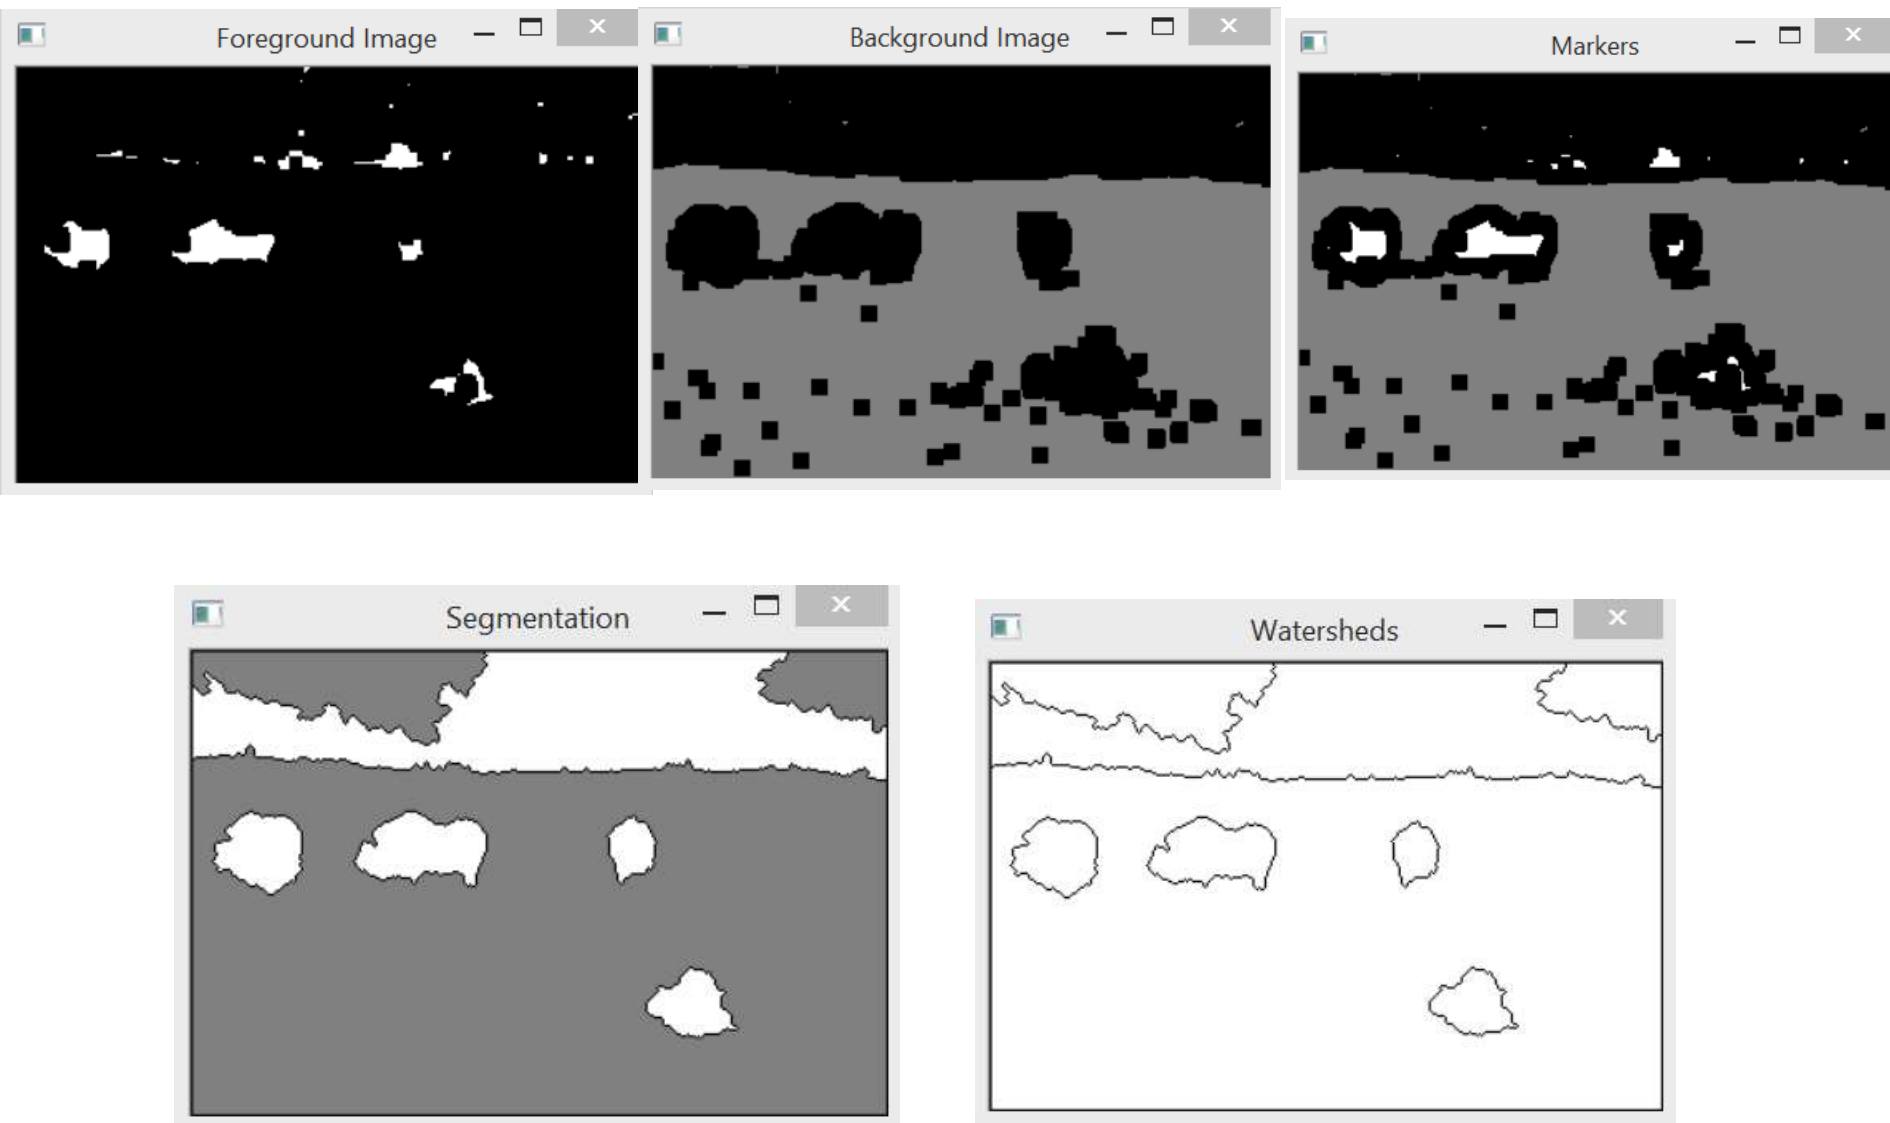 Foreground Image
Background Image
Markers
Segmentation
Watersheds